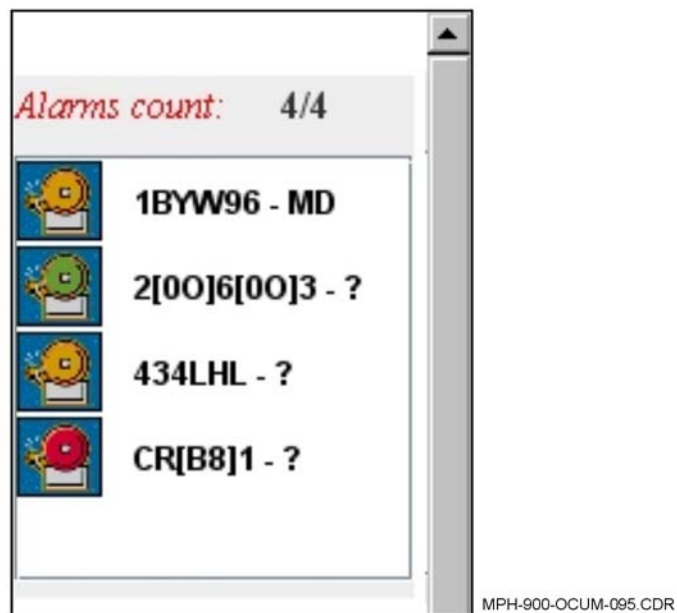 Alarms count: 4/4
1BYW96 - MD
2[0O]6[0O]3 - ?
434LHL - ?
CR[B8]1 - ?
MPH-900-OCUM-095.CDR